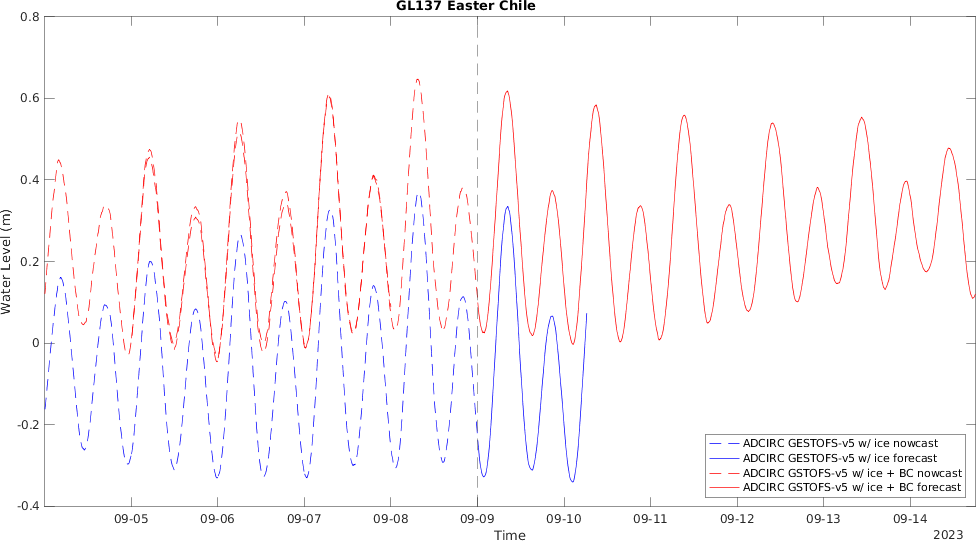 GL137 Easter Chile
0.8
0.6
0.4
0.2
0
-0.2
-0.4
Water Level (m)
09-05 09-06 09-07 09-08 09-09 09-10 09-11 09-12 09-13 09-14
Time
2023
ADCIRC GESTOFS-v5 w/ ice nowcast
ADCIRC GESTOFS-v5 w/ ice forecast
ADCIRC GSTOFS-v5 w/ ice + BC nowcast
ADCIRC GSTOFS-v5 w/ ice + BC forecast